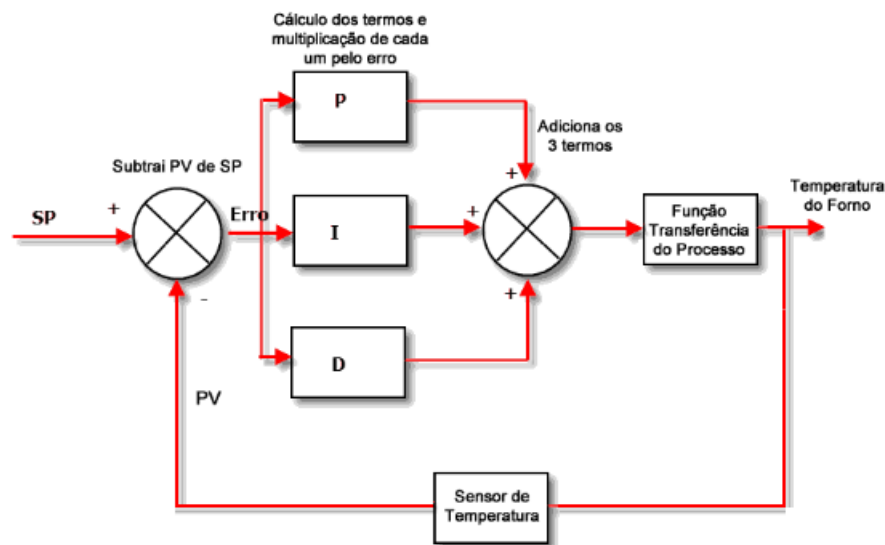 Cálculo dos termos e
multiplicação de cada
um pelo erro
P
Adiciona os
3 termos
Subtrai PV de SP
+
SP
+
Erro
I
+
Função
Transferência
do Processo
Temperatura
do Forno
-
+
D
PV
Sensor de
Temperatura